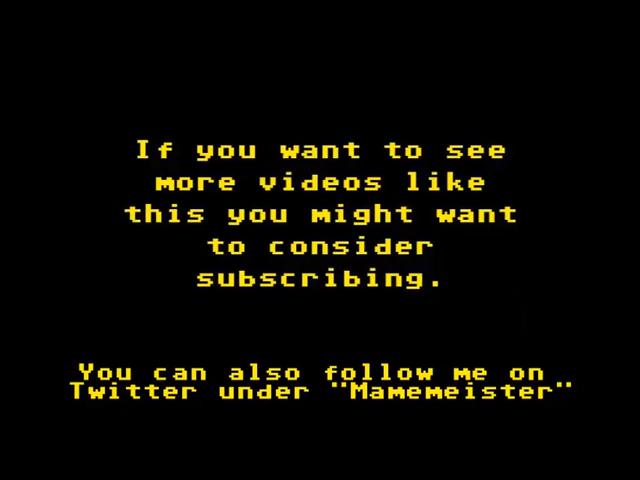 If you want to see
more videos like
this you might want
to consider
subscribing.
You can also follow me on
Twitter under "Mamemeister"